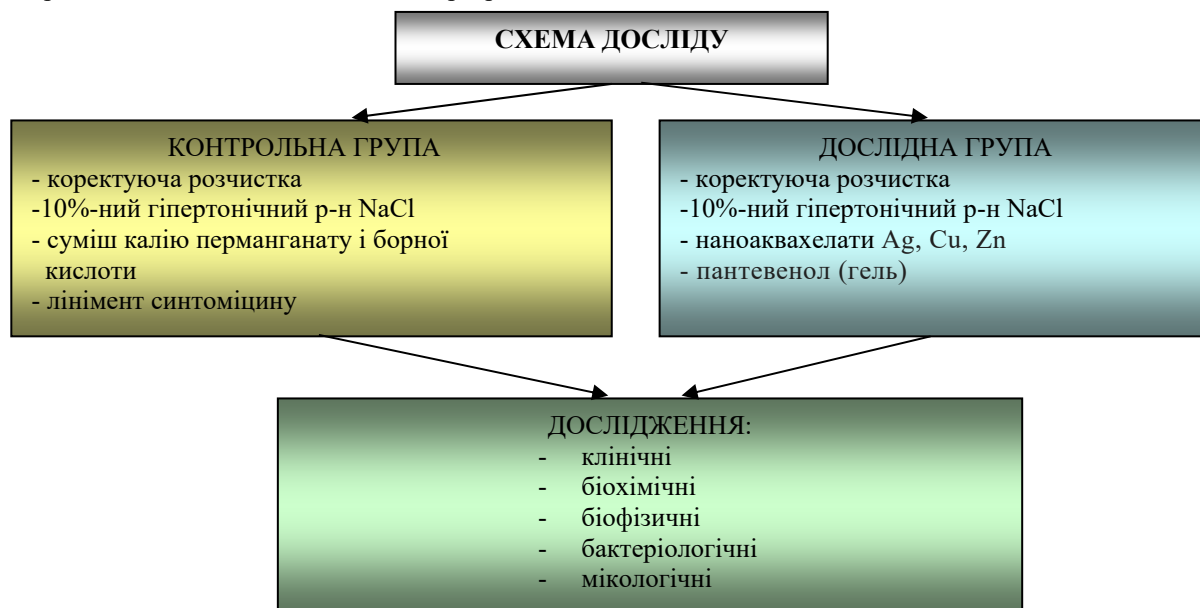 СХЕМА ДОСЛІДУ
КОНТРОЛЬНА ГРУПА
- коректуюча розчистка
-10%-ний гіпертонічний р-н NaCl
- суміш калію перманганату і борної
кислоти
- лінімент синтоміцину
ДОСЛІДНА ГРУПА
- коректуюча розчистка
-10%-ний гіпертонічний р-н NaCl
- наноаквахелати Ag, Cu, Zn
- пантевенол (гель)
ДОСЛІДЖЕННЯ:
- клінічні
- біохімічні
- біофізичні
- бактеріологічні
- мікологічні